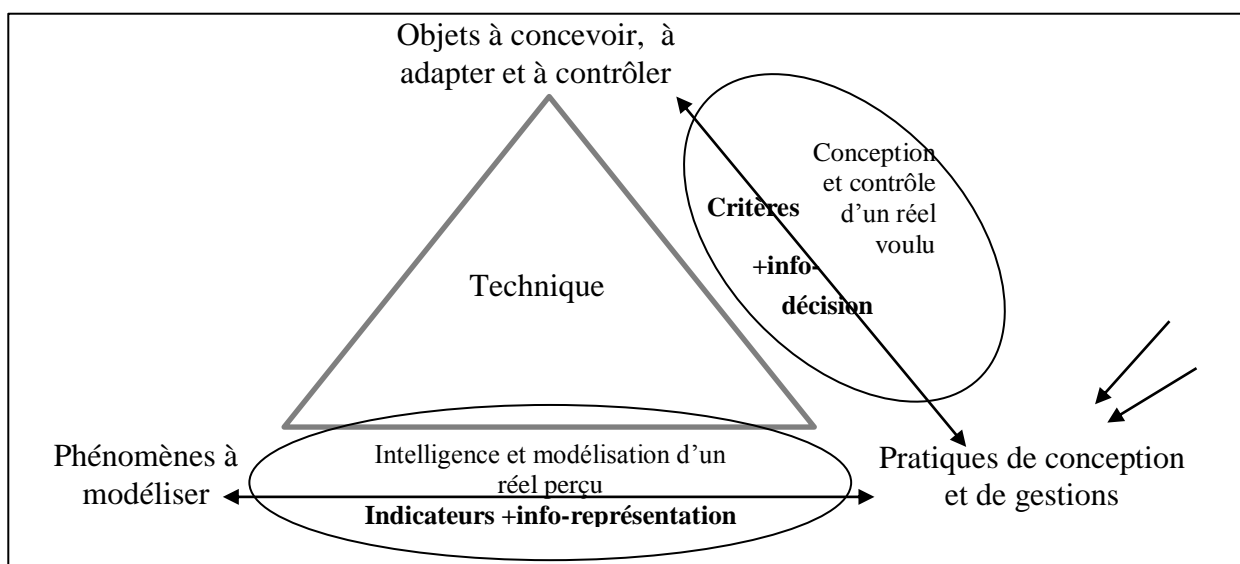 Objets à concevoir, à
adapter et à contrôler
Conception
et contrôle
d’un réel
voulu
Critères
+info-
décision
Technique
Phénomènes à
modéliser
Intelligence et modélisation d’un
réel perçu
Indicateurs +info-représentation
Pratiques de conception
et de gestions